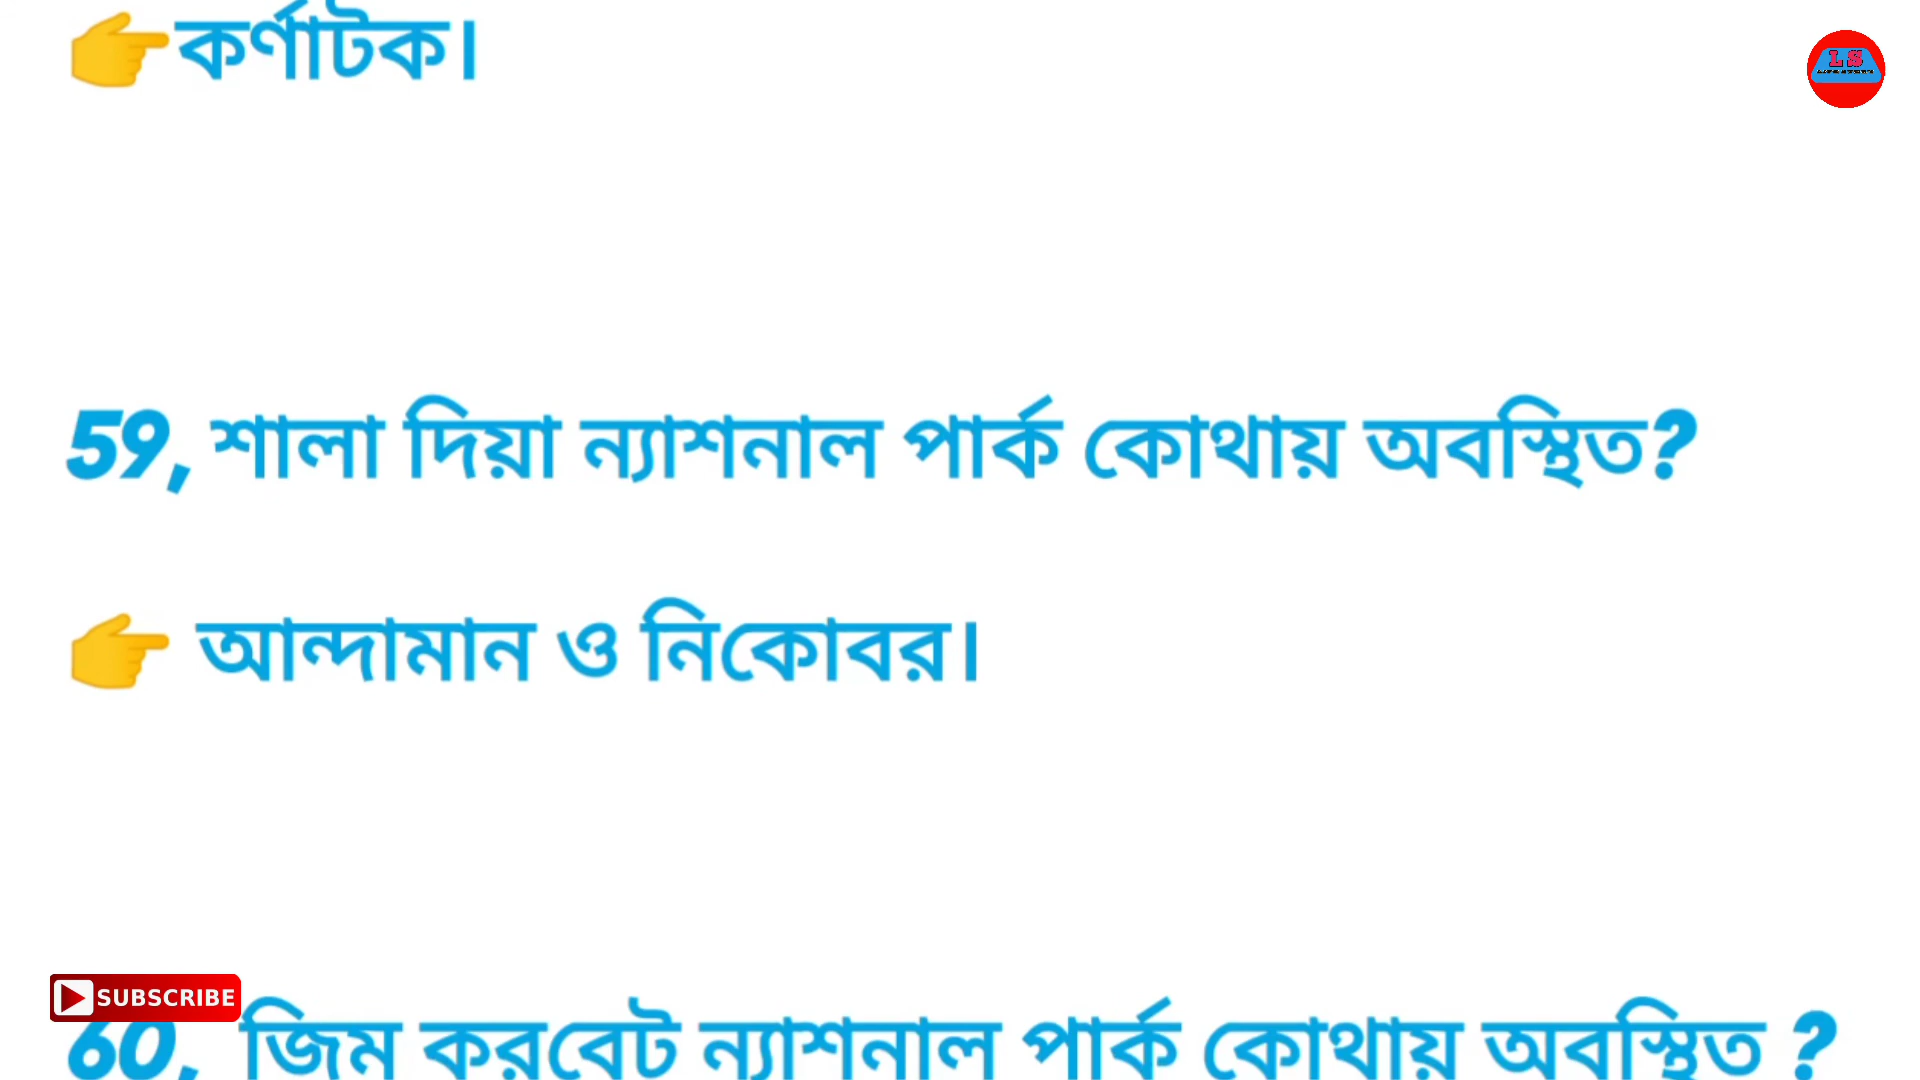 👉কর্ণাটক।
L S
59, শালা দিয়া ন্যাশনাল পার্ক কোথায় অবস্থিত?
👉 আন্দামান ও নিকোবর।
SUBSCRIBE
60, জিম করবেট ন্যাশনাল পার্ক কোথায় অবস্থিত ?